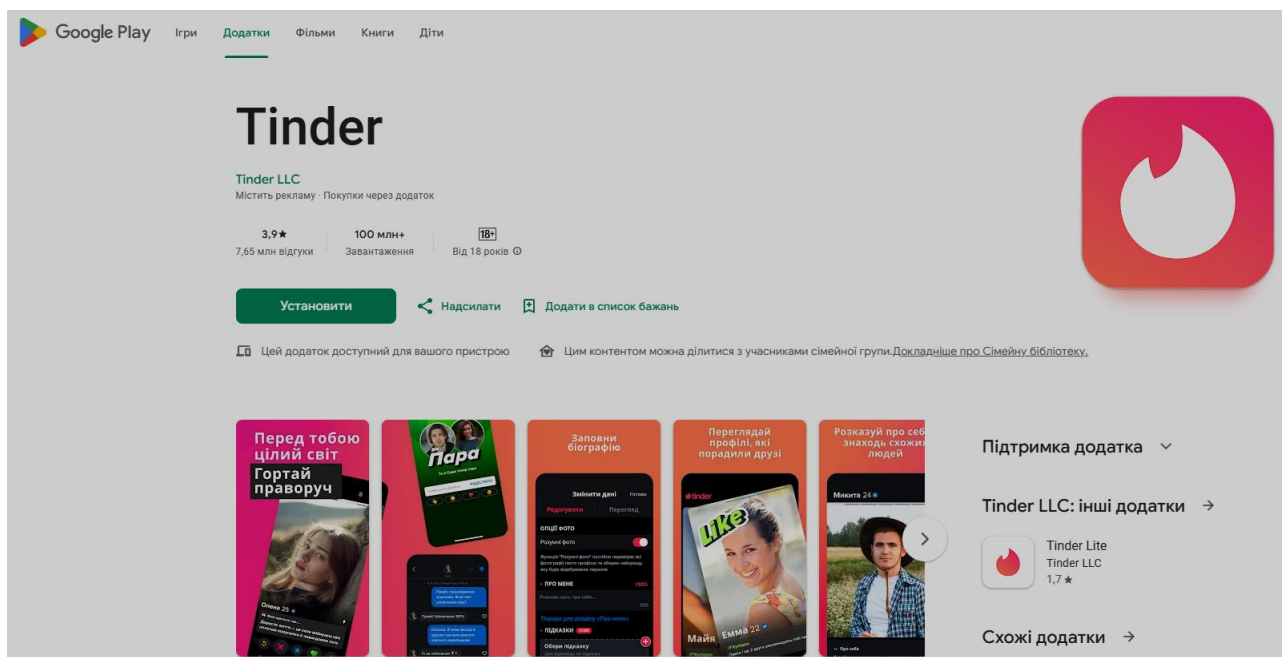 Google Play Ігри Додатки Фільми Книги Діти
Tinder
Tinder LLC
Містить рекламу · Покупки через додаток
3,9★ 100 млн+ 18+
7,65 млн відгуки Завантаження Від 18 років
Установити Надсилати Додати в список бажань
Цей додаток доступний для вашого пристрою Цим контентом можна ділитися з учасниками сімейної групи.Докладніше про Сімейну бібліотеку.
Перед тобою
цілий світ
Гортай
праворуч
Олена 25
Пара
Заповни
біографію
Змінити дані Готово
Редагувати Перегляд
ОПЦІЇ ФОТО
Розумні фото
ПРО МЕНЕ
ПІДКАЗКИ
Обери підказку
Переглядай
профілі, які
порадили друзі
tinder
Like
Майя Емма 22
Розказуй про себ
знаходь схожих
людей
Микита 24
Підтримка додатка
Tinder LLC: інші додатки
Tinder Lite
Tinder LLC
1,7★
Схожі додатки